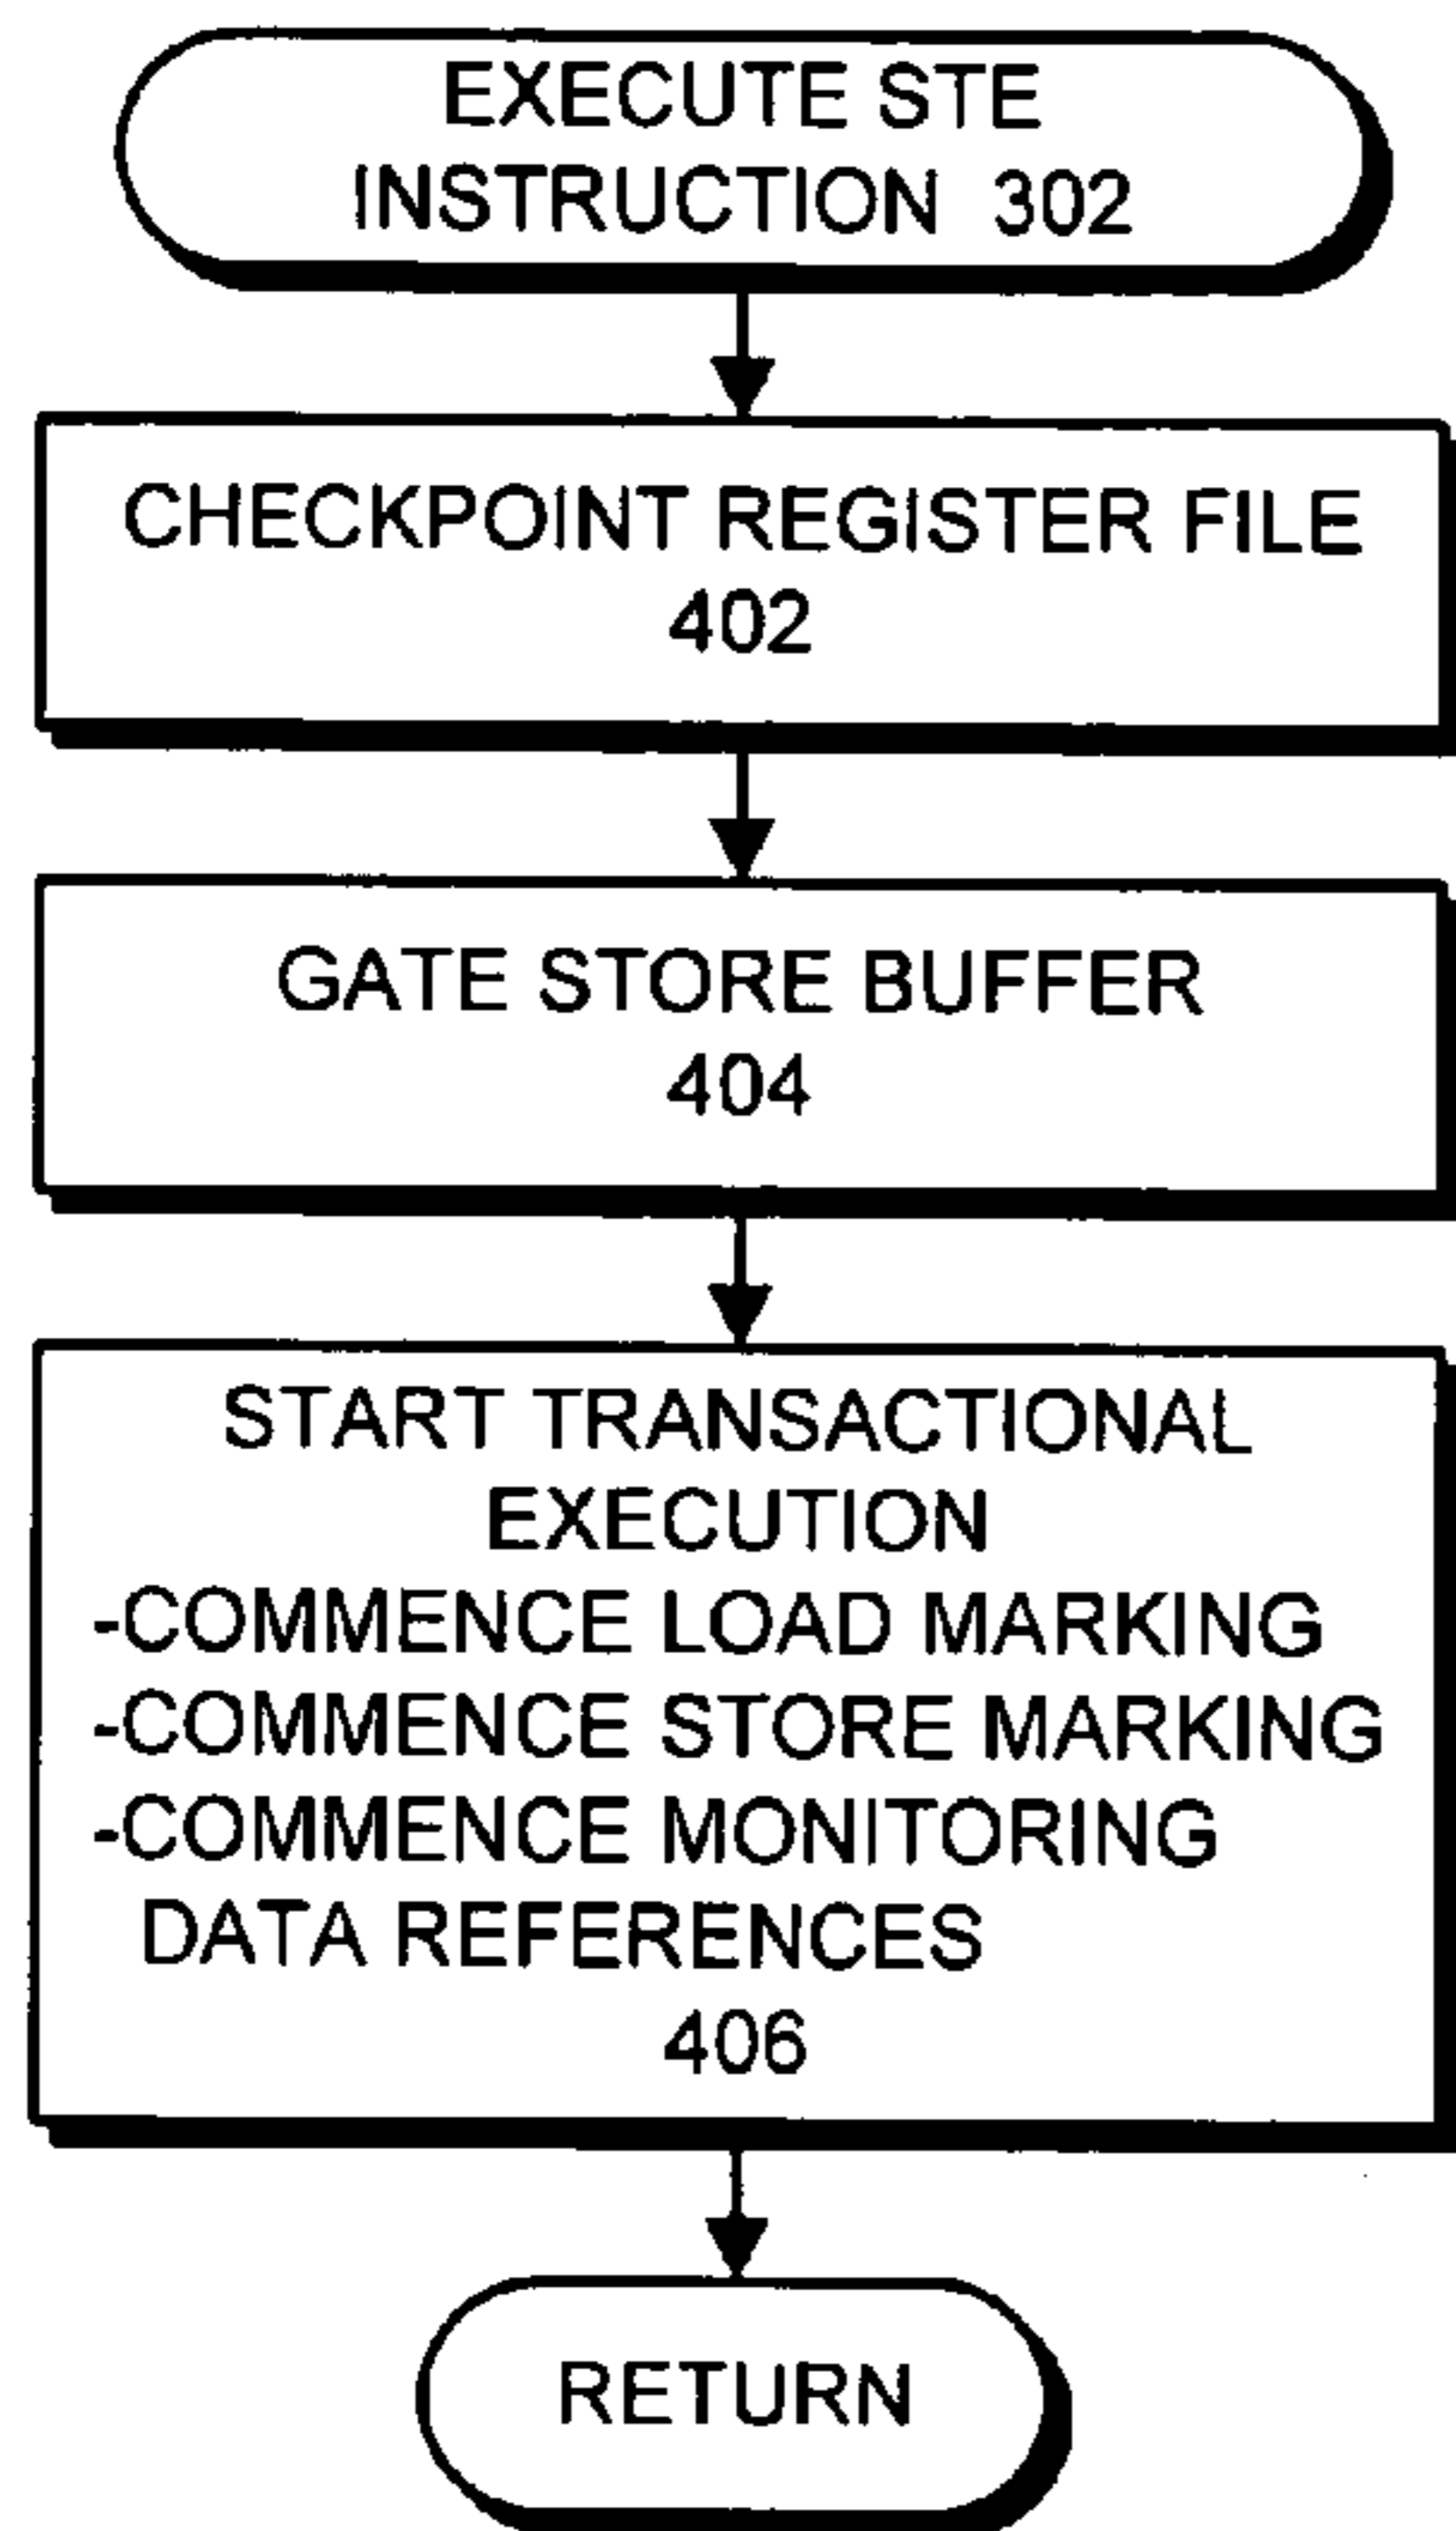 EXECUTE STE
INSTRUCTION 302
CHECKPOINT REGISTER FILE
402
GATE STORE BUFFER
404
START TRANSACTIONAL
EXECUTION
-COMMENCE LOAD MARKING
-COMMENCE STORE MARKING
-COMMENCE MONITORING
DATA REFERENCES
406
RETURN